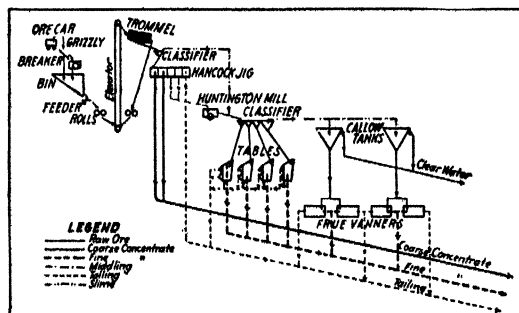 ORE CAR
GRIZZLY
BREAKER
BIN
FEEDER
ROLLS
Elevator
TROMMEL
CLASSIFIER
HANCOCK JIG
HUNTINGTON MILL
CLASSIFIER
TABLES
CALLOW
TANKS
Clear Water
FRUE VANNERS
Coarse Concentrate
Fine "
Tailing
LEGEND
Raw Ore
Coarse Concentrate
Fine "
Middling
Tailing
Slime